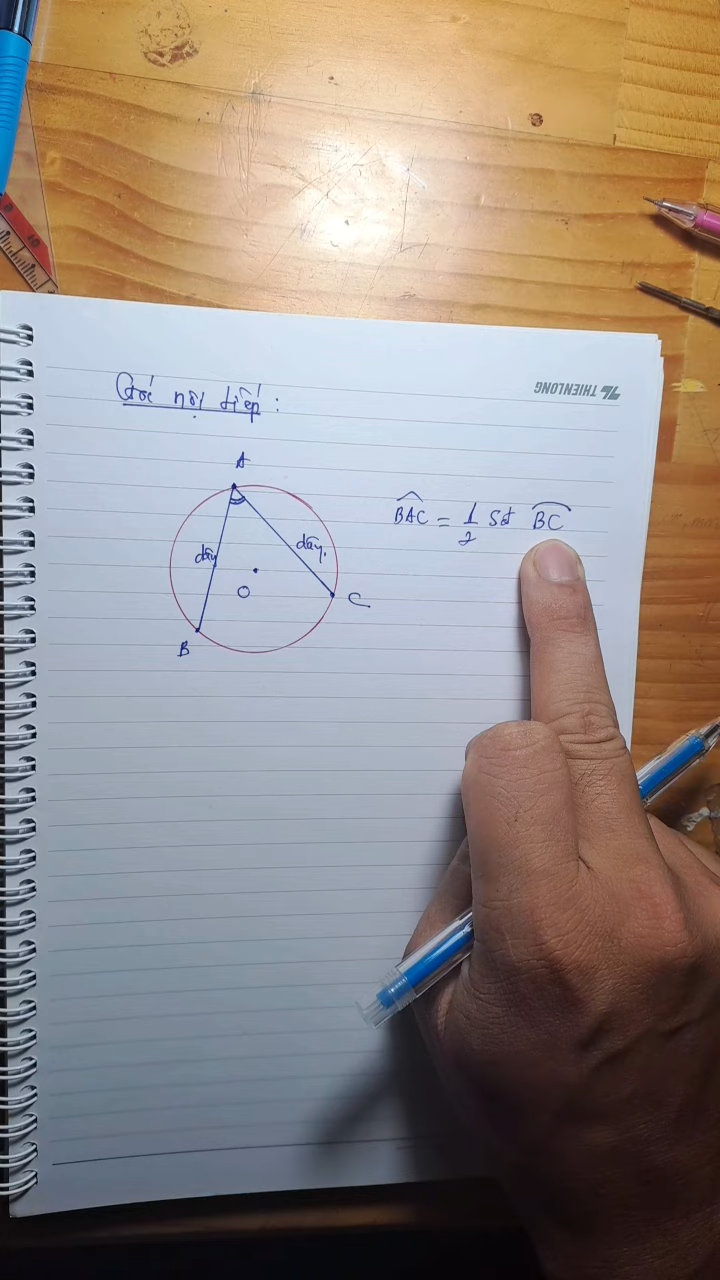 THIENLONG
Góc nội tiếp :
A
BAC = 1/2 sđ BC
dây
dây
O
C
B